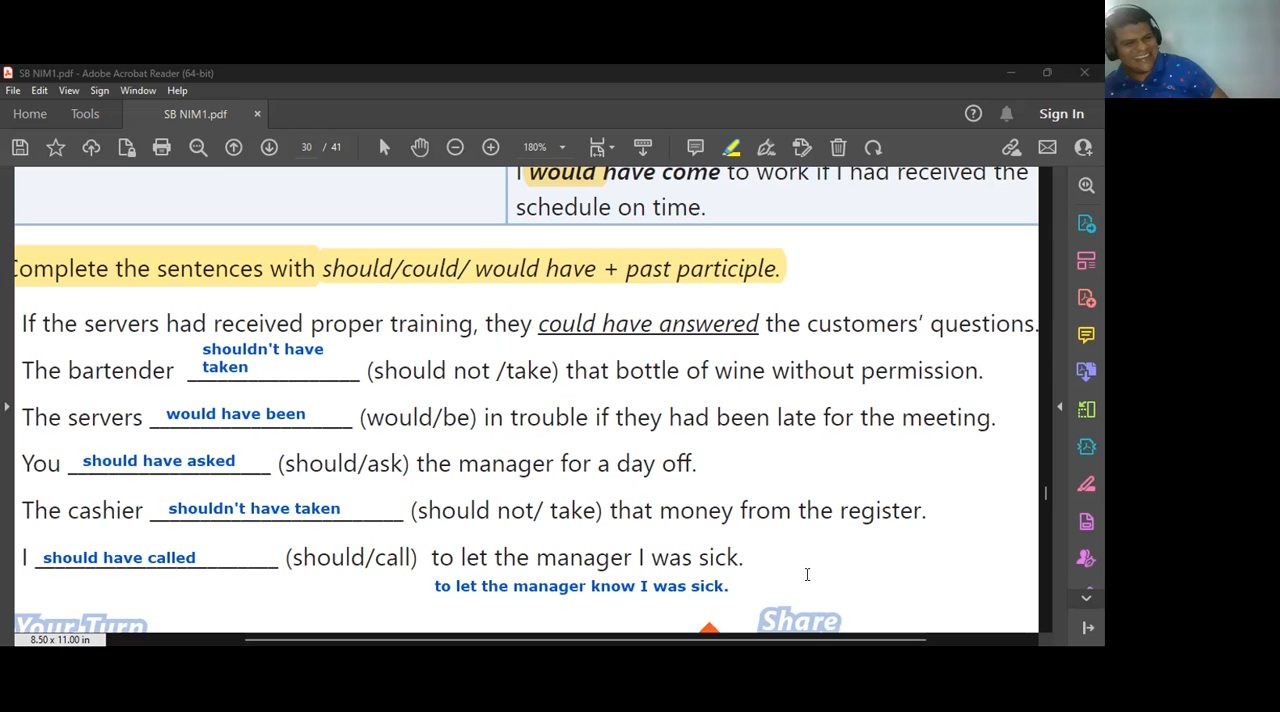 SB NIM1.pdf - Adobe Acrobat Reader (64-bit)
File Edit View Sign Window Help
Home Tools SB NIM1.pdf × Sign In
30 / 41 180%
I would have come to work if I had received the
schedule on time.
Complete the sentences with should/could/ would have + past participle.
If the servers had received proper training, they could have answered the customers’ questions.
shouldn't have
taken
The bartender __________________ (should not /take) that bottle of wine without permission.
The servers would have been (would/be) in trouble if they had been late for the meeting.
You should have asked (should/ask) the manager for a day off.
The cashier shouldn't have taken (should not/ take) that money from the register.
I should have called (should/call) to let the manager I was sick.
to let the manager know I was sick.
Your Turn Share
8.50 x 11.00 in